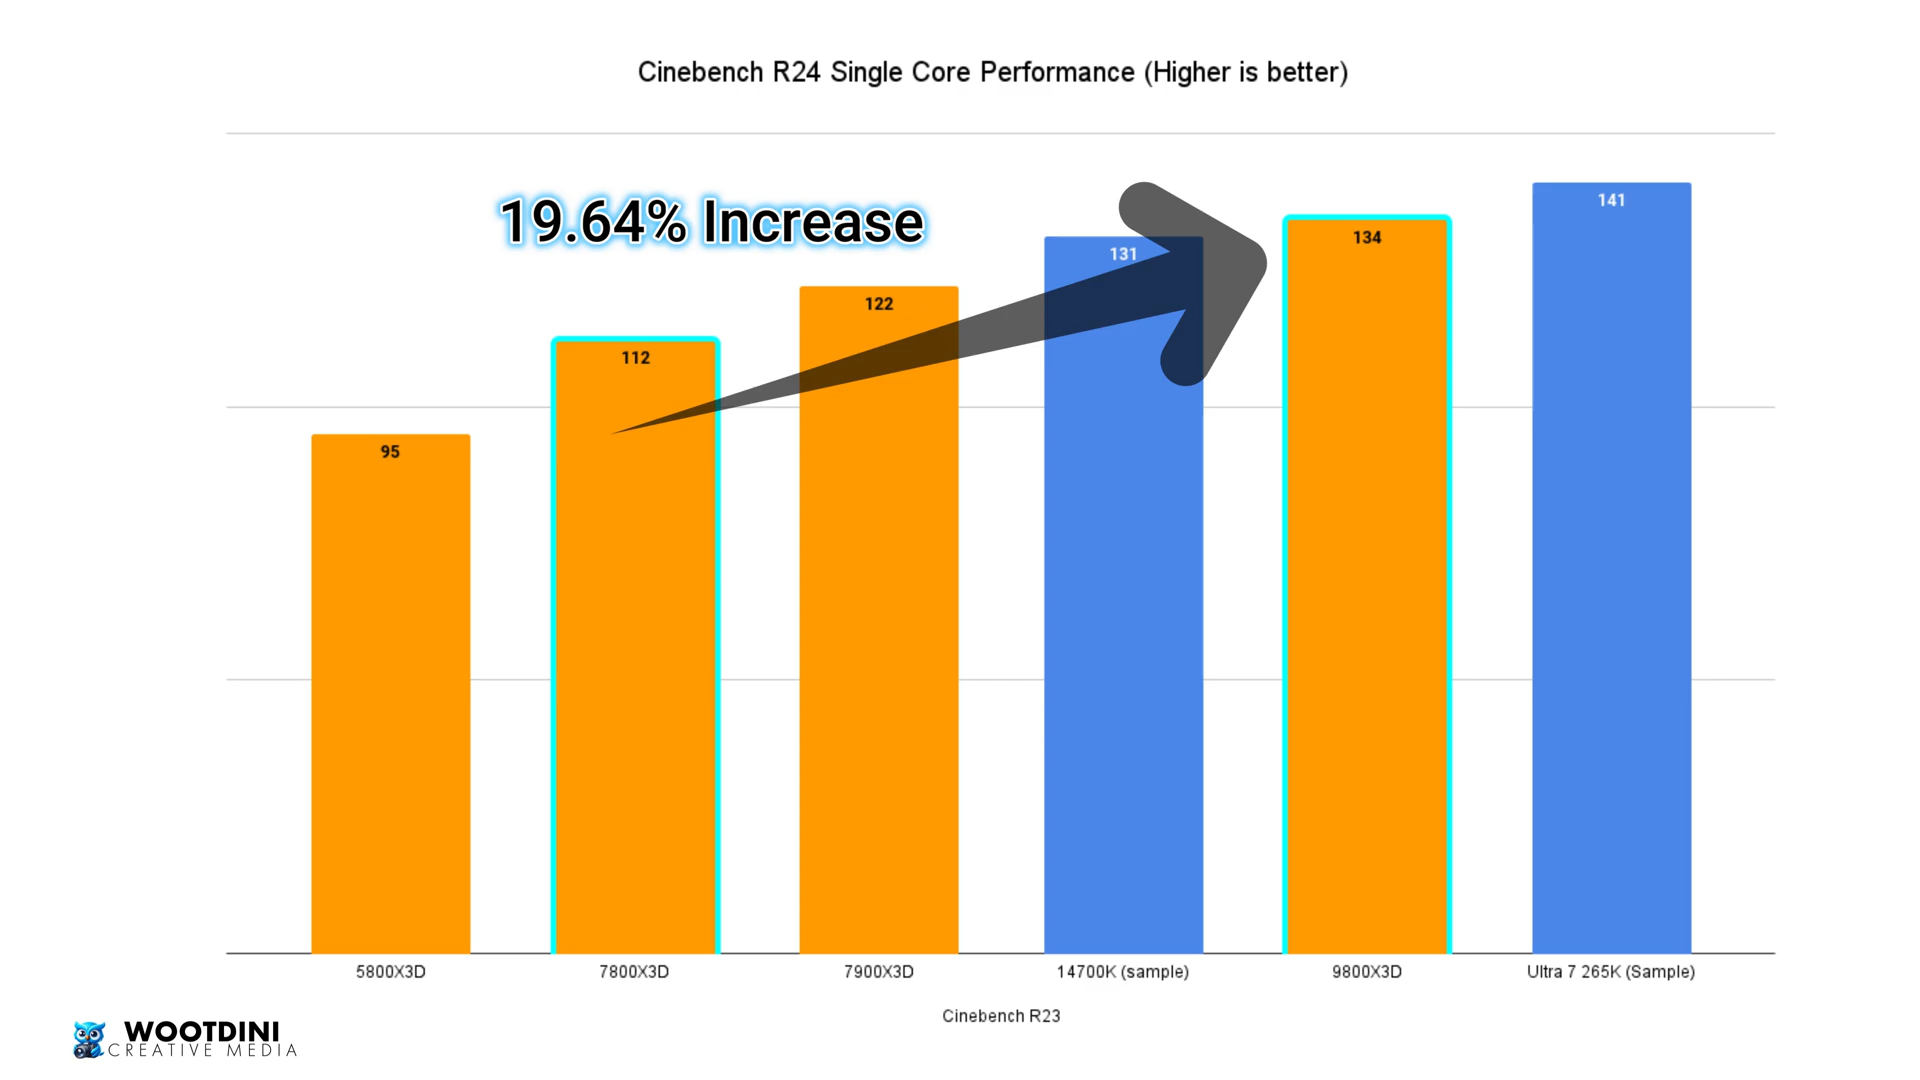 Cinebench R24 Single Core Performance (Higher is better)
19.64% Increase
95
112
122
131
134
141
5800X3D
7800X3D
7900X3D
14700K (sample)
9800X3D
Ultra 7 265K (Sample)
Cinebench R23
WOOTDINI
CREATIVE MEDIA